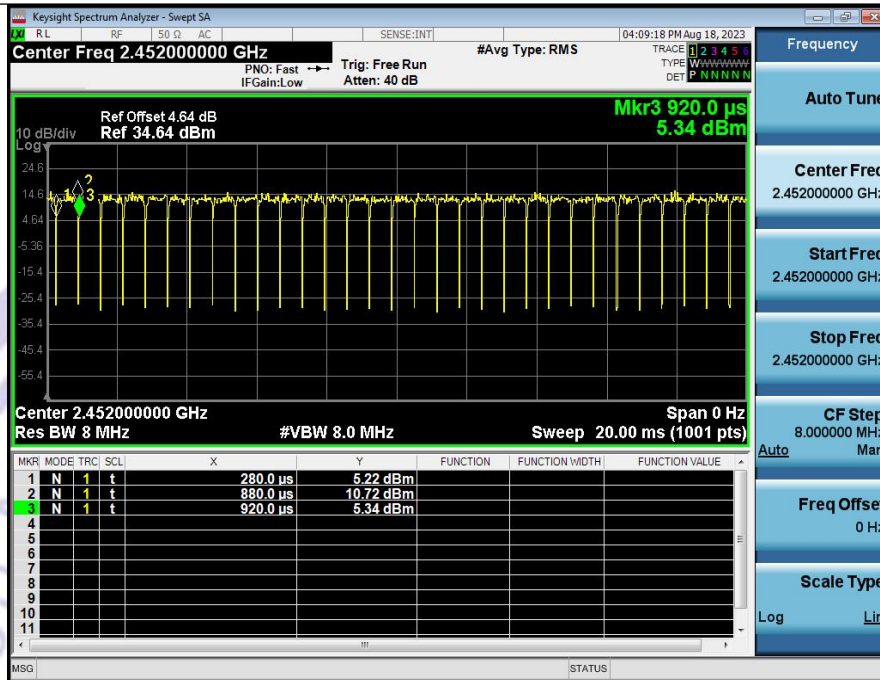 Keysight Spectrum Analyzer - Swept SA
LXI RL RF 50 Ω AC SENSE:INT 04:09:18 PM Aug 18, 2023
Center Freq 2.452000000 GHz #Avg Type: RMS TRACE 1 2 3 4 5 6
PNO: Fast Trig: Free Run TYPE WWWWWW
IFGain:Low Atten: 40 dB DET P N N N N N
Ref Offset 4.64 dB Mkr3 920.0 µs
10 dB/div Ref 34.64 dBm 5.34 dBm
Log
24.6
14.6
4.64
-5.36
-15.4
-25.4
-35.4
-45.4
-55.4
1 2 3
Center 2.452000000 GHz Span 0 Hz
Res BW 8 MHz #VBW 8.0 MHz Sweep 20.00 ms (1001 pts)
MKR MODE TRC SCL X Y FUNCTION FUNCTION WIDTH FUNCTION VALUE
1 N 1 t 280.0 µs 5.22 dBm
2 N 1 t 880.0 µs 10.72 dBm
3 N 1 t 920.0 µs 5.34 dBm
4
5
6
7
8
9
10
11
MSG STATUS
Frequency
Auto Tune
Center Freq
2.452000000 GHz
Start Freq
2.452000000 GHz
Stop Freq
2.452000000 GHz
CF Step
8.000000 MHz
Auto Man
Freq Offset
0 Hz
Scale Type
Log Lin